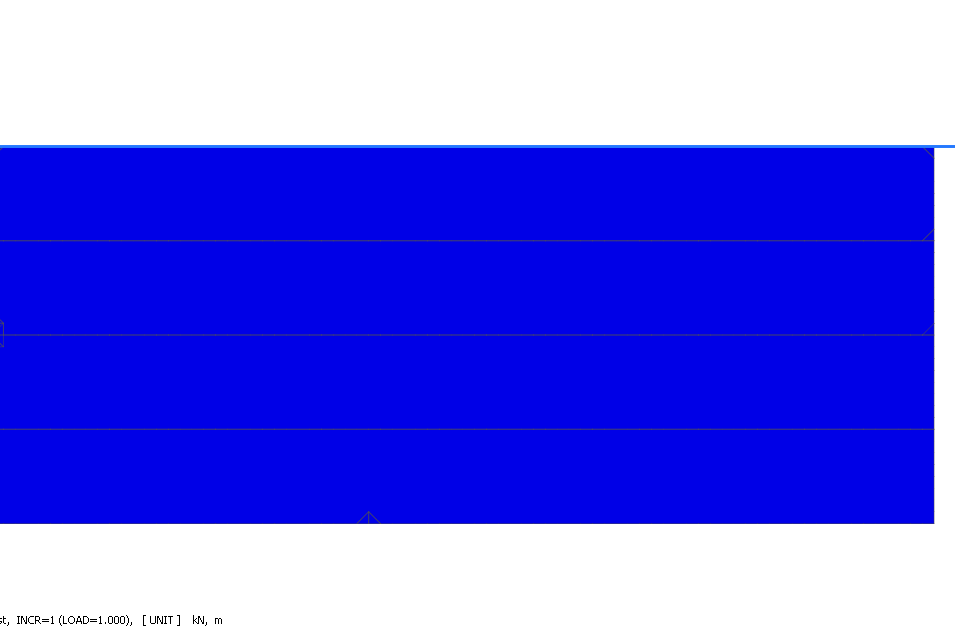 st, INCR=1 (LOAD=1.000), [ UNIT ] kN, m